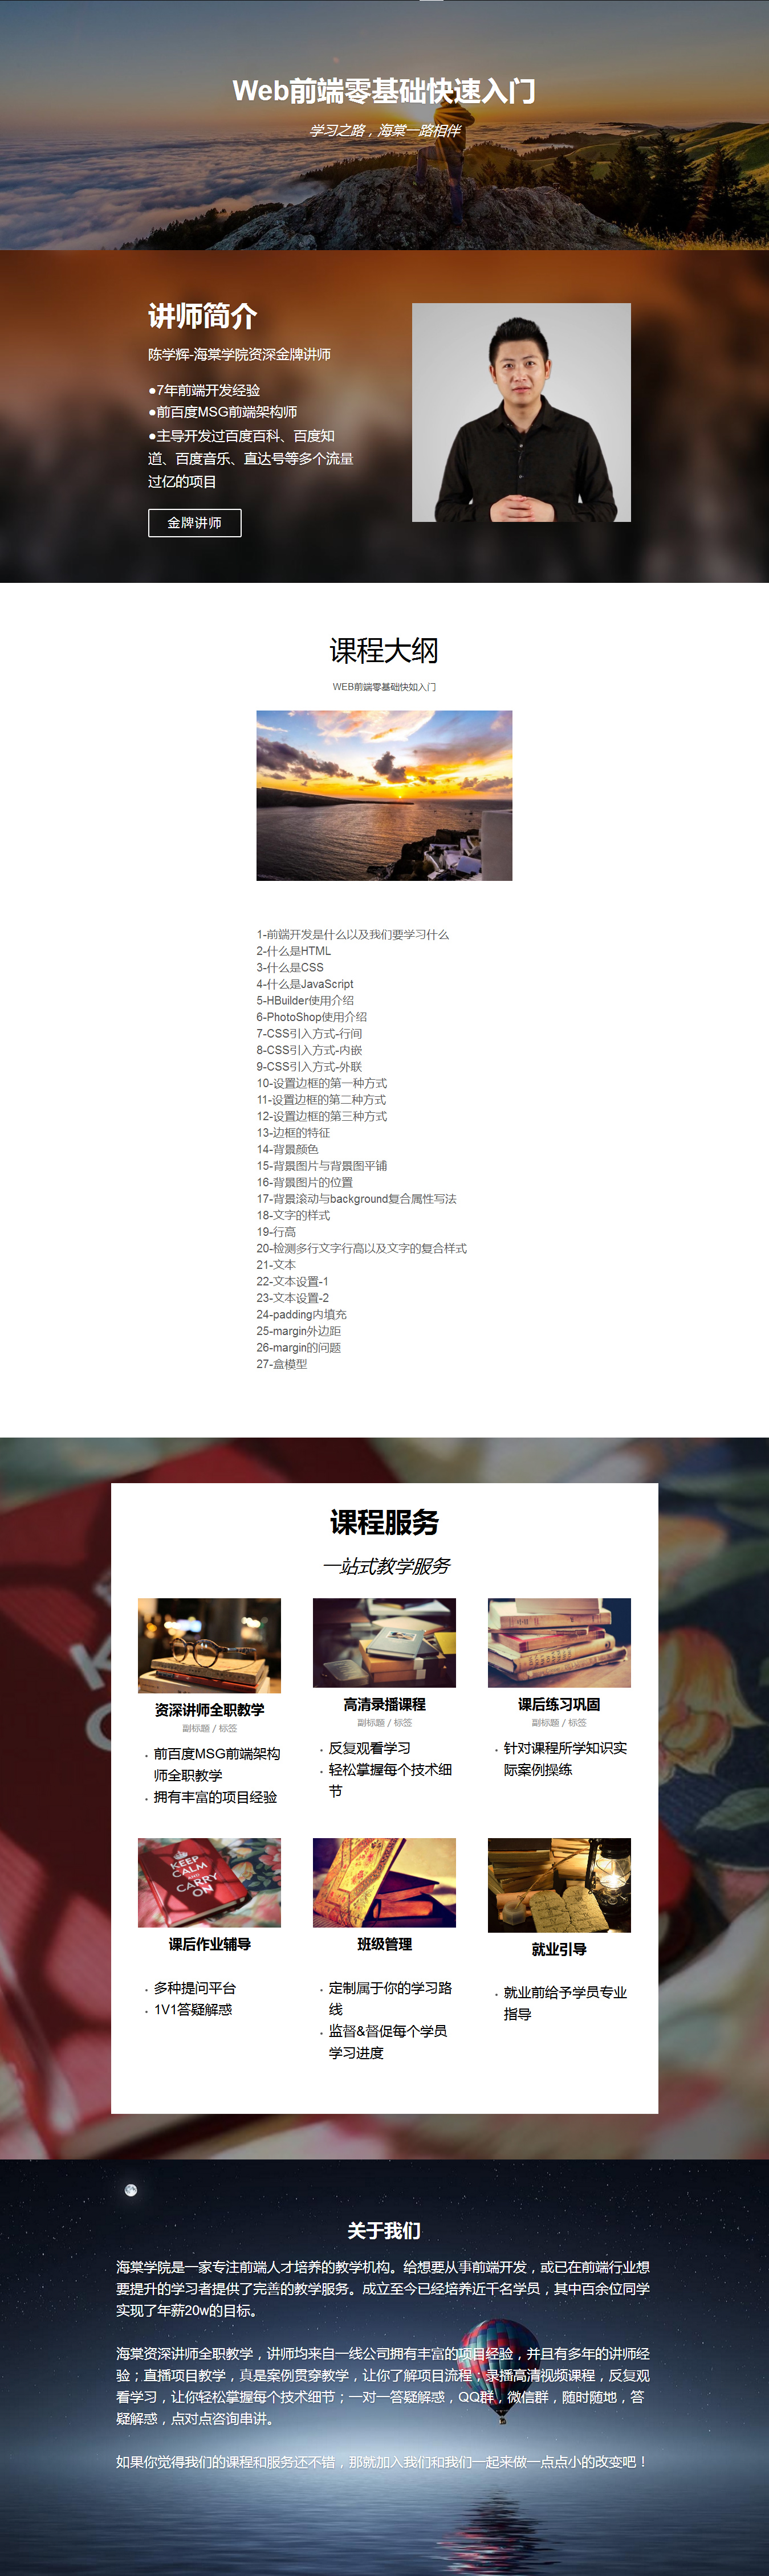 Web前端零基础快速入门
学习之路，海棠一路相伴
讲师简介
陈学辉-海棠学院资深金牌讲师
●7年前端开发经验
●前百度MSG前端架构师
●主导开发过百度百科、百度知
道、百度音乐、直达号等多个流量
过亿的项目
金牌讲师
课程大纲
WEB前端零基础快如入门
1-前端开发是什么以及我们要学习什么
2-什么是HTML
3-什么是CSS
4-什么是JavaScript
5-HBuilder使用介绍
6-PhotoShop使用介绍
7-CSS引入方式-行间
8-CSS引入方式-内嵌
9-CSS引入方式-外联
10-设置边框的第一种方式
11-设置边框的第二种方式
12-设置边框的第三种方式
13-边框的特征
14-背景颜色
15-背景图片与背景图平铺
16-背景图片的位置
17-背景滚动与background复合属性写法
18-文字的样式
19-行高
20-检测多行文字行高以及文字的复合样式
21-文本
22-文本设置-1
23-文本设置-2
24-padding内填充
25-margin外边距
26-margin的问题
27-盒模型
课程服务
一站式教学服务
资深讲师全职教学
副标题 / 标签
• 前百度MSG前端架构
师全职教学
• 拥有丰富的项目经验
高清录播课程
副标题 / 标签
• 反复观看学习
• 轻松掌握每个技术细
节
课后练习巩固
副标题 / 标签
• 针对课程所学知识实
际案例操练
KEEP
CALM
AND
CARRY
ON
课后作业辅导
• 多种提问平台
• 1V1答疑解惑
班级管理
• 定制属于你的学习路
线
• 监督&督促每个学员
学习进度
就业引导
• 就业前给予学员专业
指导
关于我们
海棠学院是一家专注前端人才培养的教学机构。给想要从事前端开发，或已在前端行业想
要提升的学习者提供了完善的教学服务。成立至今已经培养近千名学员，其中百余位同学
实现了年薪20w的目标。
海棠资深讲师全职教学，讲师均来自一线公司拥有丰富的项目经验，并且有多年的讲师经
验；直播项目教学，真是案例贯穿教学，让你了解项目流程；录播高清视频课程，反复观
看学习，让你轻松掌握每个技术细节；一对一答疑解惑，QQ群，微信群，随时随地，答
疑解惑，点对点咨询串讲。
如果你觉得我们的课程和服务还不错，那就加入我们和我们一起来做一点点小的改变吧！